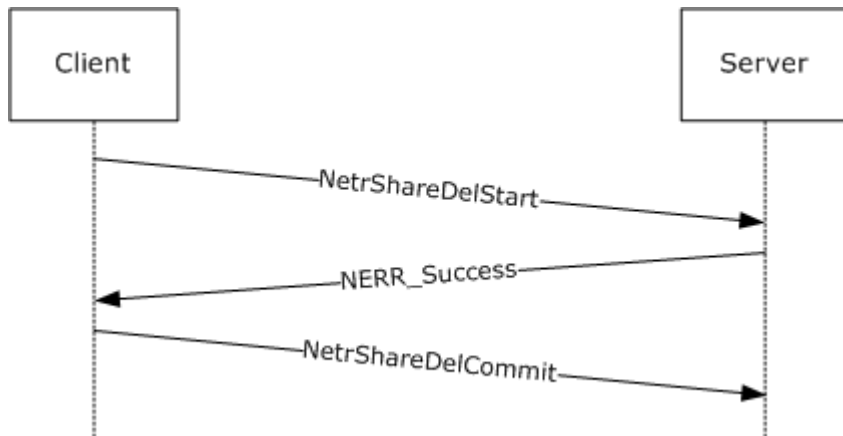 Client
Server
NetrShareDelStart
NERR_Success
NetrShareDelCommit